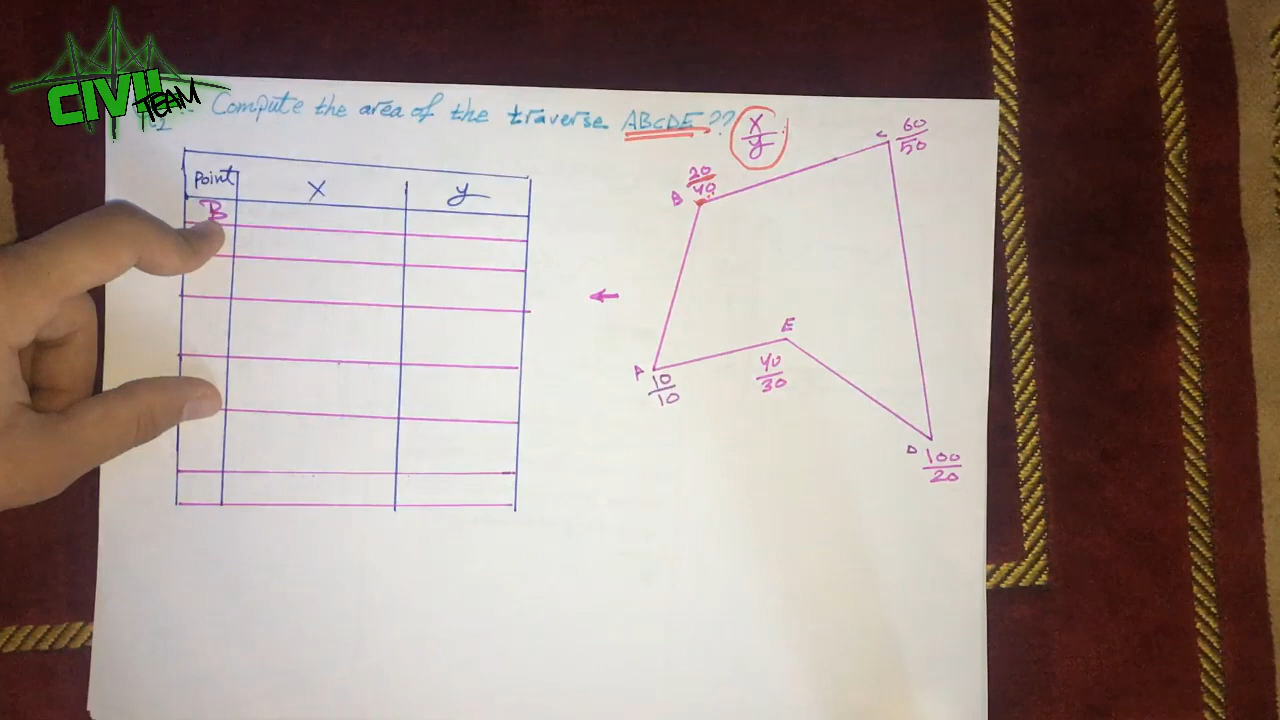 CIVIL
TEAM
2 Compute the area of the traverse ABCDE?? x/y
Point x y
B
B 20/40
C 60/50
A 10/10
E 40/30
D 100/20